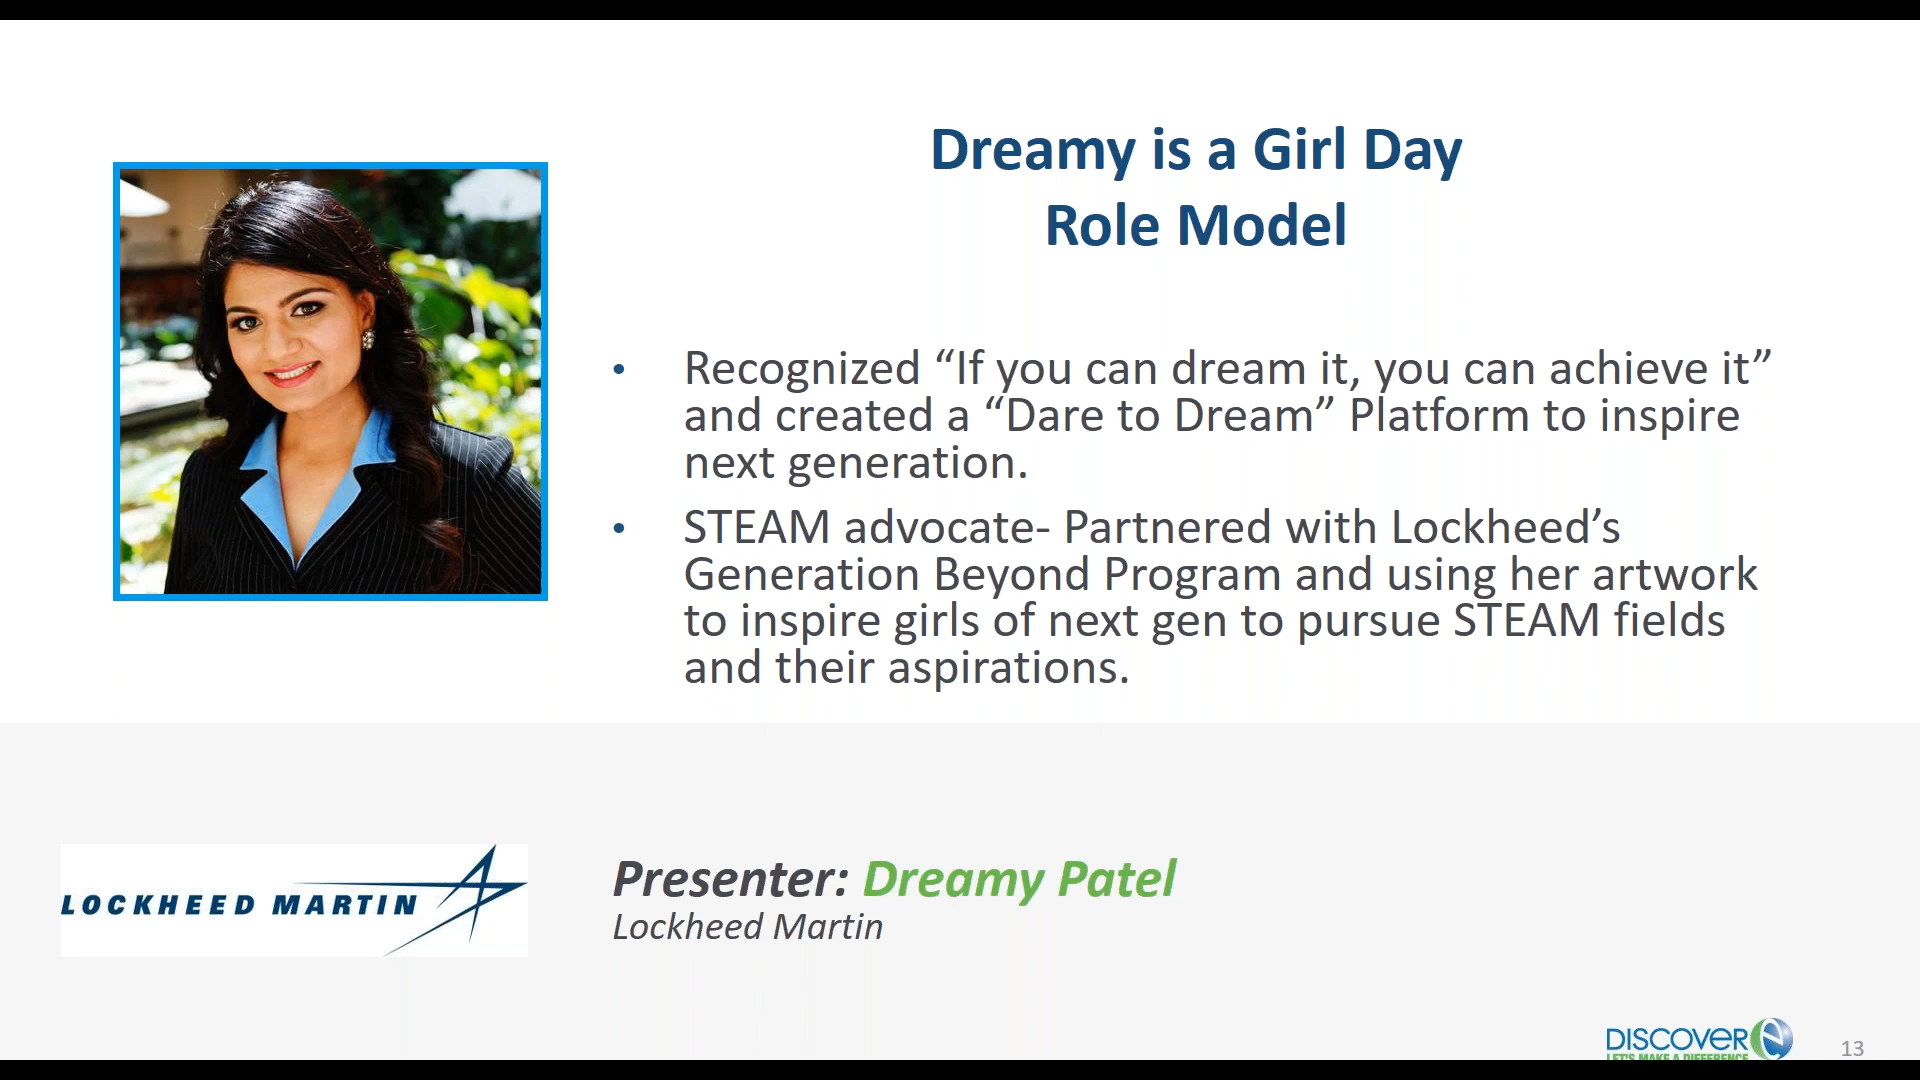 Dreamy is a Girl Day
Role Model
• Recognized “If you can dream it, you can achieve it”
and created a “Dare to Dream” Platform to inspire
next generation.
• STEAM advocate- Partnered with Lockheed’s
Generation Beyond Program and using her artwork
to inspire girls of next gen to pursue STEAM fields
and their aspirations.
LOCKHEED MARTIN
Presenter: Dreamy Patel
Lockheed Martin
DISCOVER e
LET'S MAKE A DIFFERENCE
13